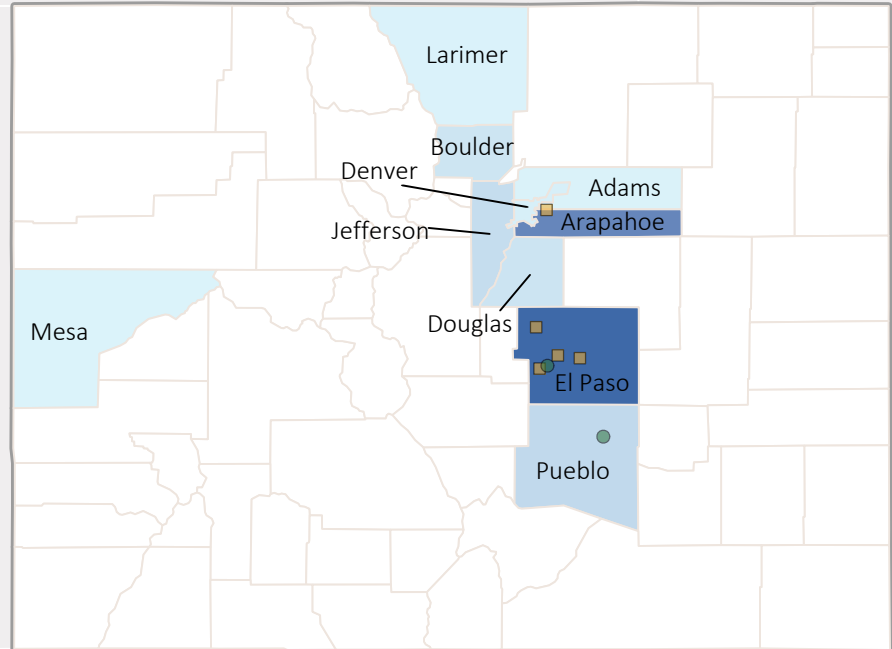 Larimer
Boulder
Denver
Adams
Arapahoe
Jefferson
Douglas
Mesa
El Paso
Pueblo